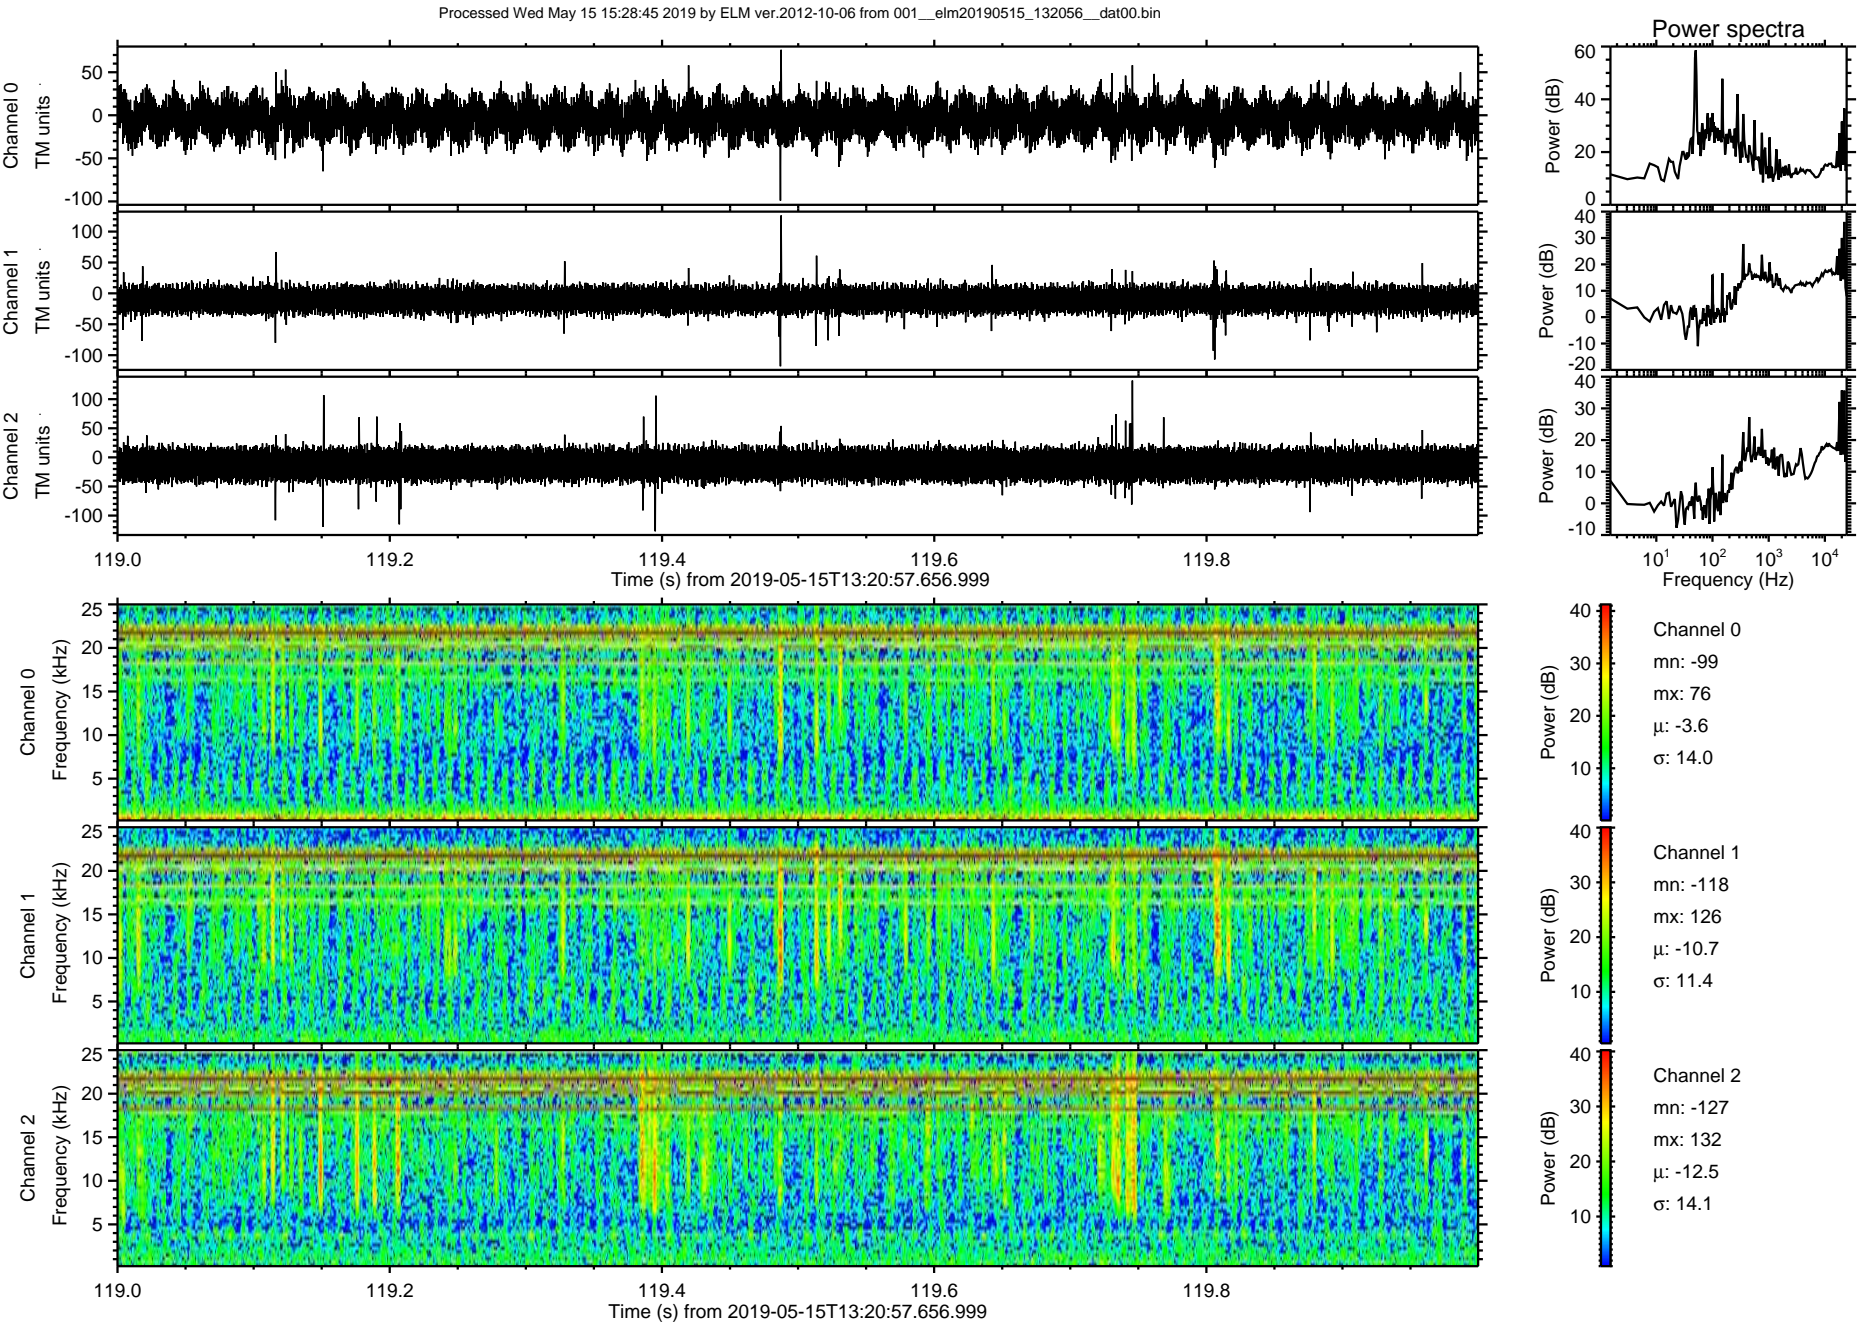 Processed Wed May 15 15:28:45 2019 by ELM ver.2012-10-06 from 001__elm20190515_132056__dat00.bin
Power spectra
Channel 0
TM units
50
0
-50
-100
Power (dB)
60
40
20
0
Channel 1
TM units
100
50
0
-50
-100
Power (dB)
40
30
20
10
0
-10
-20
Channel 2
TM units
100
50
0
-50
-100
Power (dB)
40
30
20
10
0
-10
119.0 119.2 119.4 119.6 119.8
Time (s) from 2019-05-15T13:20:57.656.999
10¹ 10² 10³ 10⁴
Frequency (Hz)
Channel 0
Frequency (kHz)
25
20
15
10
5
Power (dB)
40
30
20
10
Channel 0
mn: -99
mx: 76
μ: -3.6
σ: 14.0
Channel 1
Frequency (kHz)
25
20
15
10
5
Power (dB)
40
30
20
10
Channel 1
mn: -118
mx: 126
μ: -10.7
σ: 11.4
Channel 2
Frequency (kHz)
25
20
15
10
5
Power (dB)
40
30
20
10
Channel 2
mn: -127
mx: 132
μ: -12.5
σ: 14.1
119.0 119.2 119.4 119.6 119.8
Time (s) from 2019-05-15T13:20:57.656.999